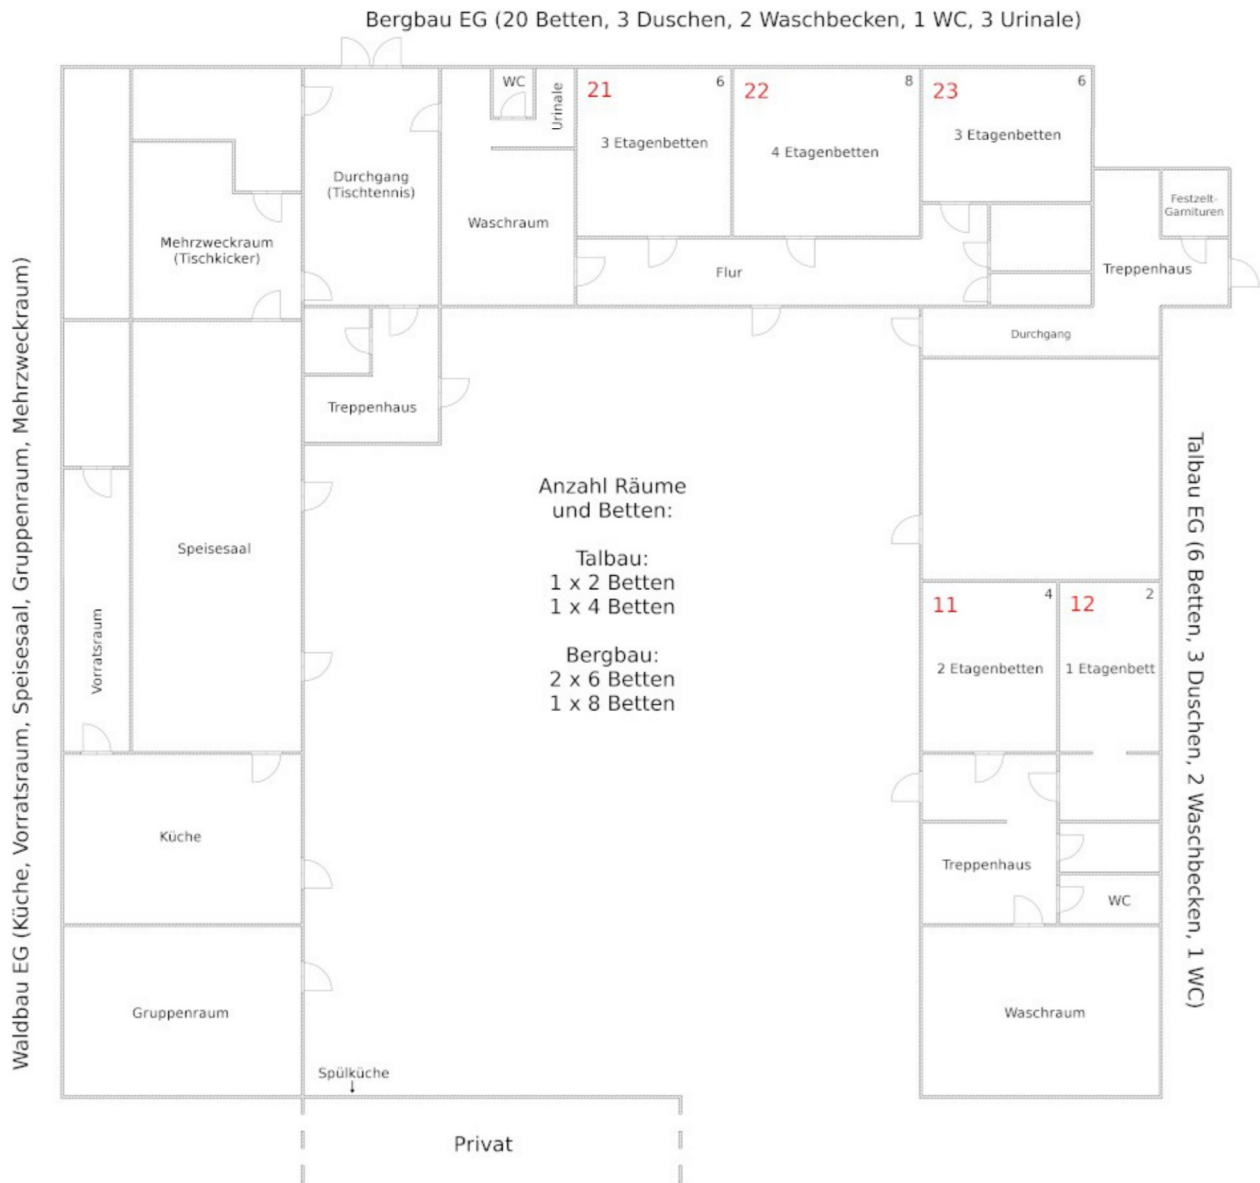 Bergbau EG (20 Betten, 3 Duschen, 2 Waschbecken, 1 WC, 3 Urinale)
WC
Urinale
21
6
3 Etagenbetten
22
8
4 Etagenbetten
23
6
3 Etagenbetten
Durchgang
(Tischtennis)
Waschraum
Mehrzweckraum
(Tischkicker)
Flur
Festzelt-
Garnituren
Treppenhaus
Durchgang
Treppenhaus
Waldbau EG (Küche, Vorratsraum, Speisesaal, Gruppenraum, Mehrzweckraum)
Speisesaal
Vorratsraum
Anzahl Räume
und Betten:
Talbau:
1 x 2 Betten
1 x 4 Betten
Bergbau:
2 x 6 Betten
1 x 8 Betten
Talbau EG (6 Betten, 3 Duschen, 2 Waschbecken, 1 WC)
11
4
2 Etagenbetten
12
2
1 Etagenbett
Küche
Treppenhaus
WC
Gruppenraum
Waschraum
Spülküche
Privat